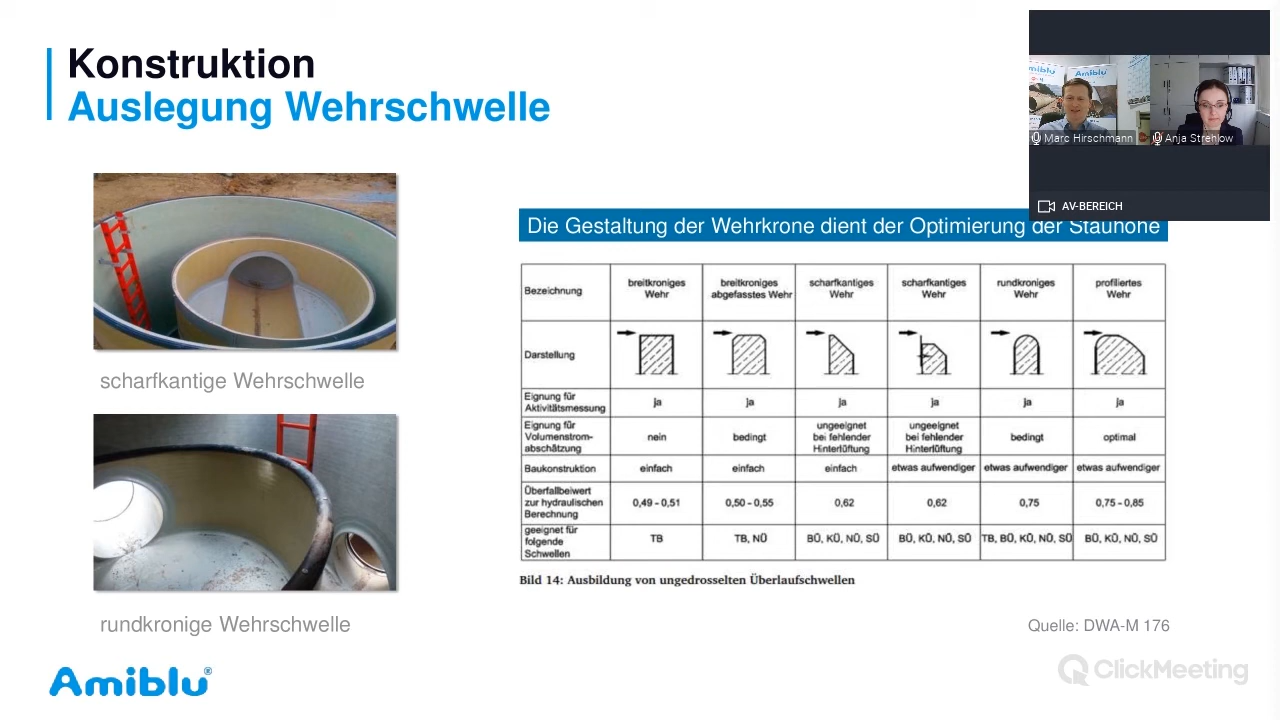 Konstruktion
Auslegung Wehrschwelle
Amiblu
Marc Hirschmann
Anja Strehlow
AV-BEREICH
scharfkantige Wehrschwelle
rundkronige Wehrschwelle
Die Gestaltung der Wehrkrone dient der Optimierung der Stauhöhe
Bezeichnung
breitkroniges Wehr
breitkroniges abgefasstes Wehr
scharfkantiges Wehr
scharfkantiges Wehr
rundkroniges Wehr
profiliertes Wehr
Darstellung
Eignung für Aktivitätsmessung
ja ja ja ja ja ja
Eignung für Volumenstrom-abschätzung
nein
bedingt
ungeeignet bei fehlender Hinterlüftung
ungeeignet bei fehlender Hinterlüftung
bedingt
optimal
Baukonstruktion
einfach einfach einfach etwas aufwendiger etwas aufwendiger etwas aufwendiger
Überfallbeiwert zur hydraulischen Berechnung
0,49 - 0,51 0,50 - 0,55 0,62 0,62 0,75 0,75 - 0,85
geeignet für folgende Schwellen
TB
TB, NÜ
BÜ, KÜ, NÜ, SÜ
BÜ, KÜ, NÜ, SÜ
TB, BÜ, KÜ, NÜ, SÜ
BÜ, KÜ, NÜ, SÜ
Bild 14: Ausbildung von ungedrosselten Überlaufschwellen
Quelle: DWA-M 176
Amiblu®
ClickMeeting